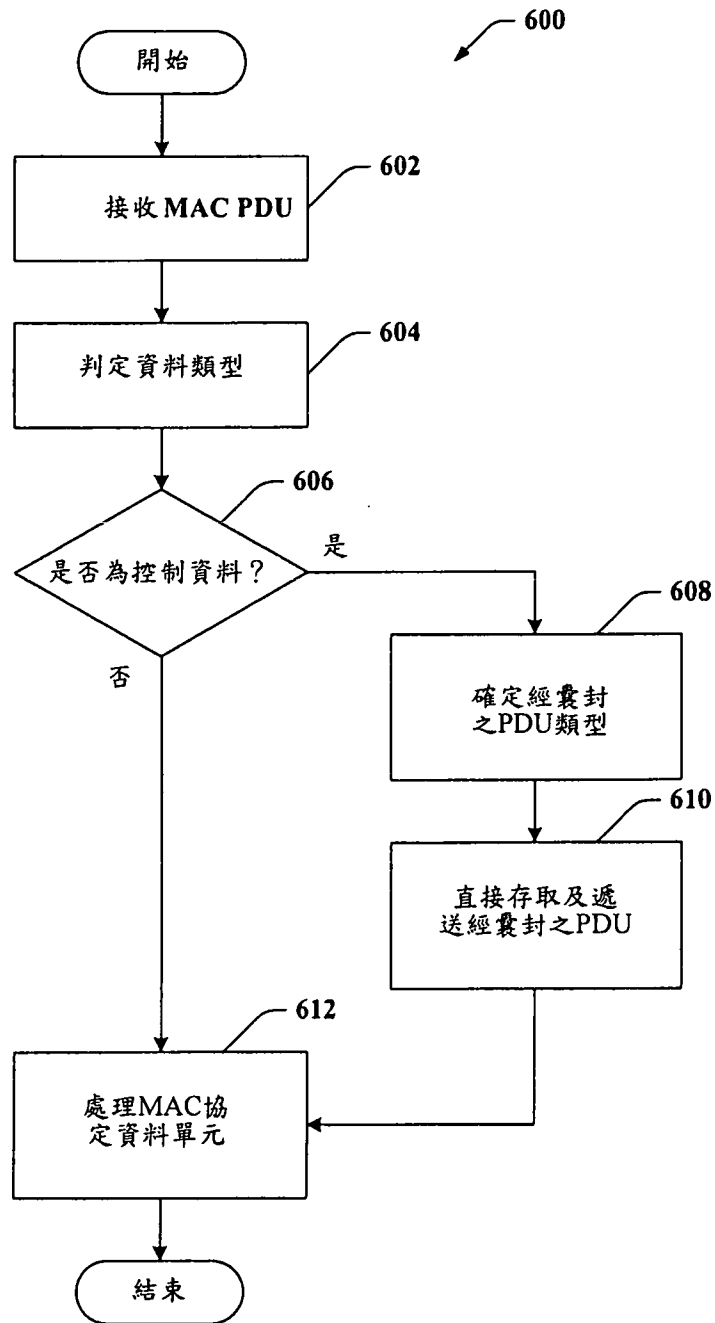 600
開始
602
接收 MAC PDU
604
判定資料類型
606
是否為控制資料？
是
否
608
確定經囊封
之PDU類型
610
直接存取及遞
送經囊封之PDU
612
處理MAC協
定資料單元
結束